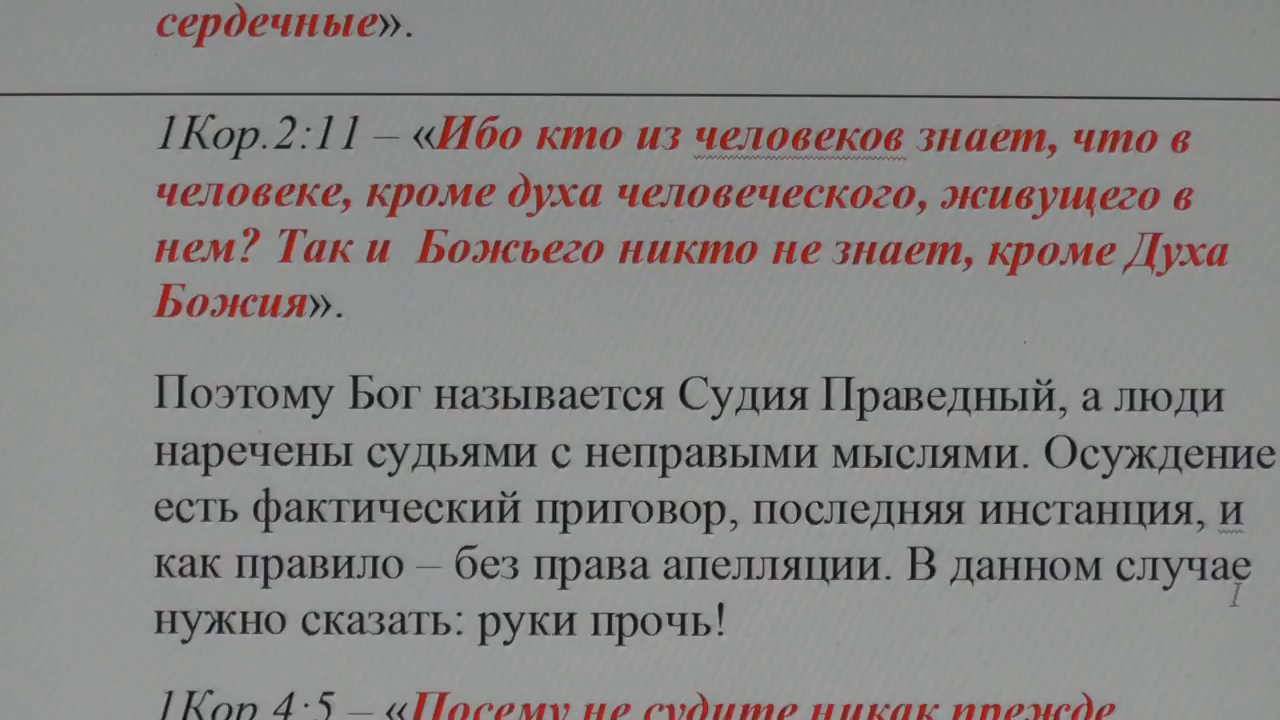 сердечные».
1Кор.2:11 – «Ибо кто из человеков знает, что в
человеке, кроме духа человеческого, живущего в
нем? Так и Божьего никто не знает, кроме Духа
Божия».
Поэтому Бог называется Судия Праведный, а люди
наречены судьями с неправыми мыслями. Осуждение
есть фактический приговор, последняя инстанция, и
как правило – без права апелляции. В данном случае
нужно сказать: руки прочь!
1Кор.4:5 – «Посему не судите никак прежде